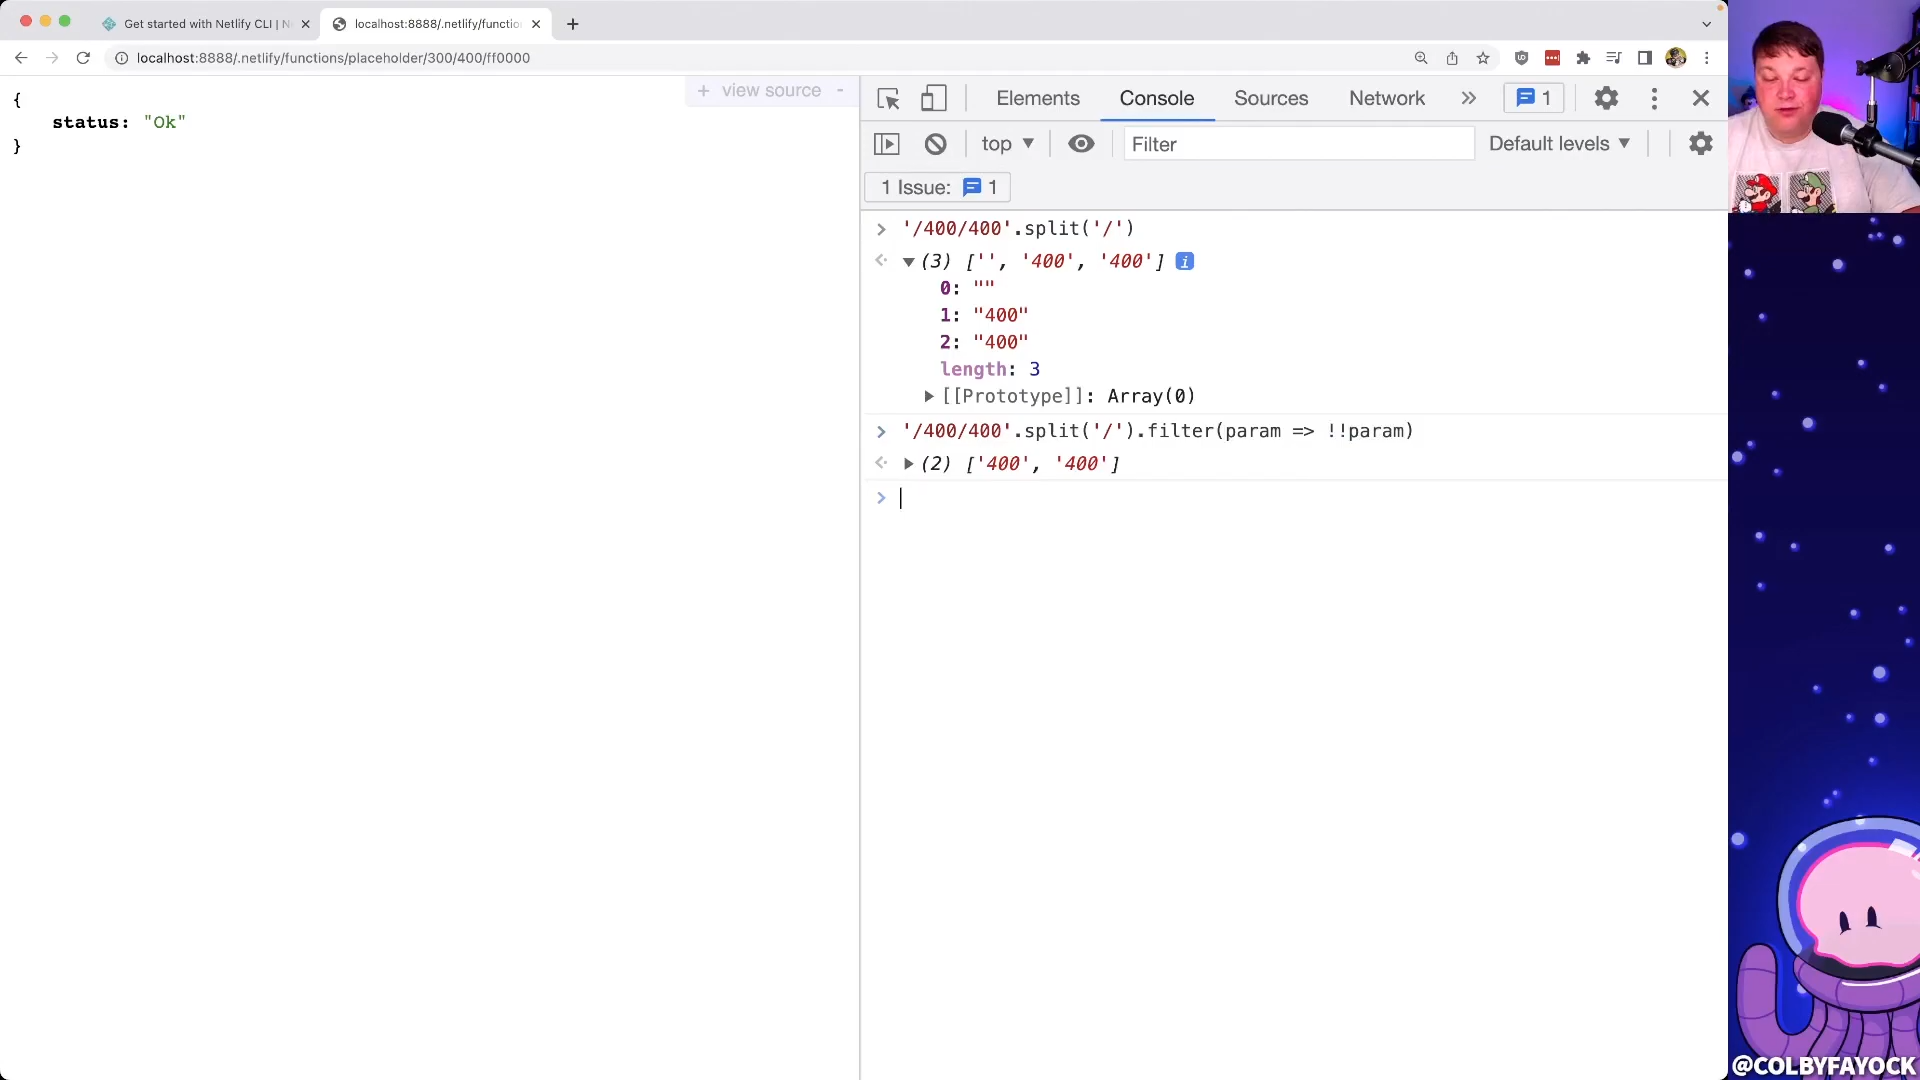 Get started with Netlify CLI | N
localhost:8888/.netlify/functio
localhost:8888/.netlify/functions/placeholder/300/400/ff0000
+ view source -
{
status: "Ok"
}
Elements
Console
Sources
Network
1
top
Filter
Default levels
1 Issue: 1
'/400/400'.split('/')
(3) ['', '400', '400']
0: ""
1: "400"
2: "400"
length: 3
[[Prototype]]: Array(0)
'/400/400'.split('/').filter(param => !!param)
(2) ['400', '400']
@COLBYFAYOCK